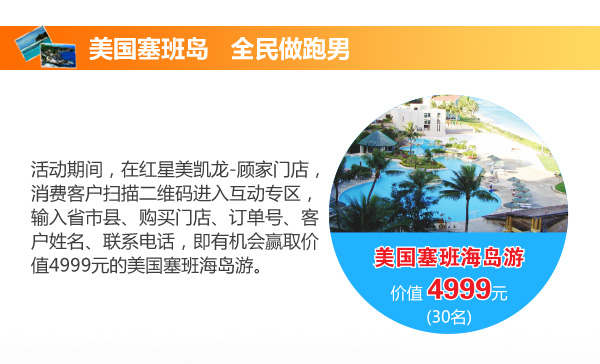 美国塞班岛 全民做跑男
活动期间，在红星美凯龙-顾家门店，
消费客户扫描二维码进入互动专区，
输入省市县、购买门店、订单号、客
户姓名、联系电话，即有机会赢取价
值4999元的美国塞班海岛游。
美国塞班海岛游
价值 4999元
(30名)